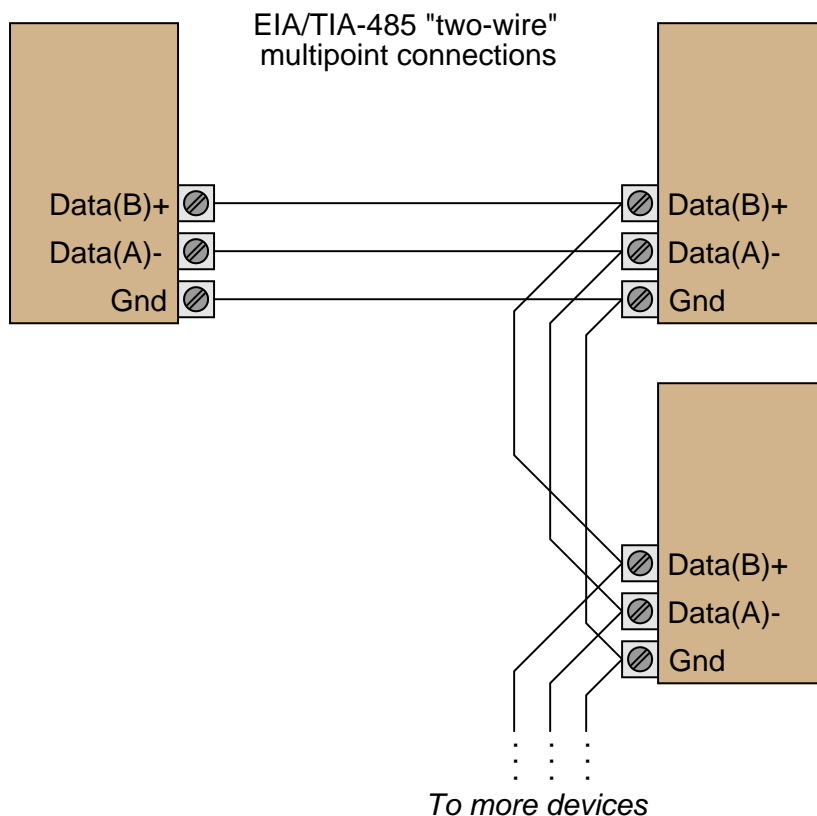 EIA/TIA-485 "two-wire"
multipoint connections
Data(B)+
Data(A)-
Gnd
Data(B)+
Data(A)-
Gnd
Data(B)+
Data(A)-
Gnd
To more devices